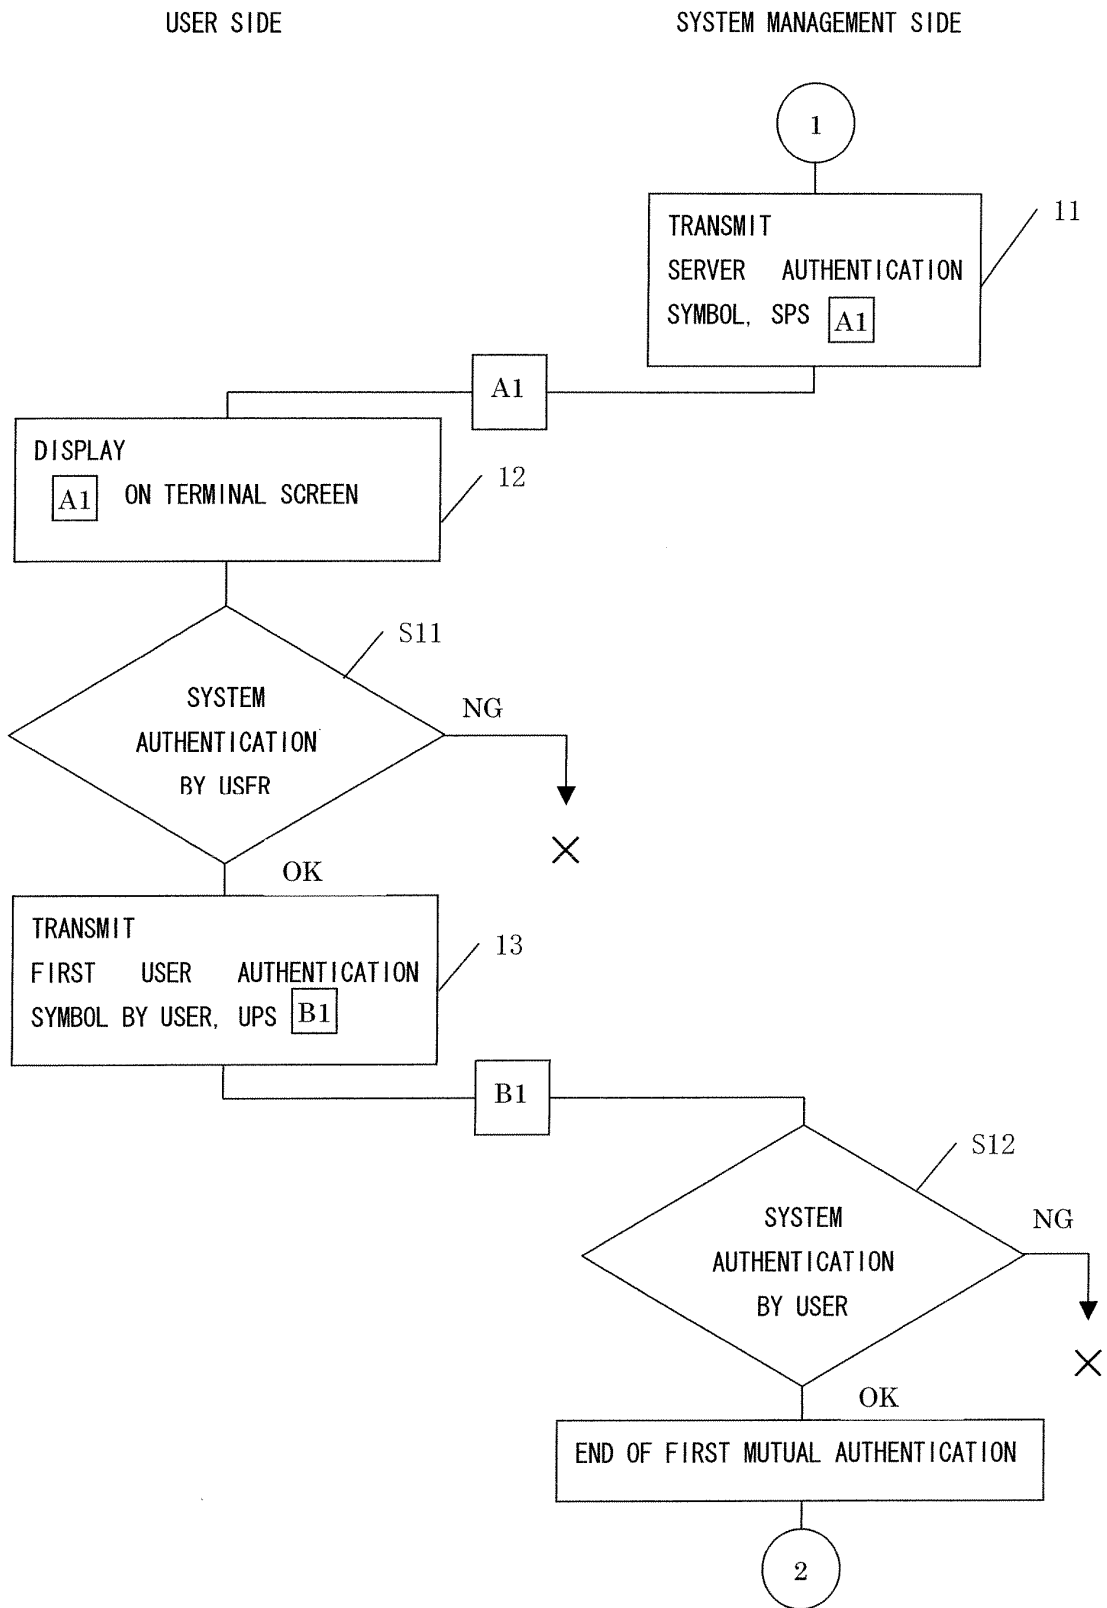 USER SIDE
SYSTEM MANAGEMENT SIDE
1
11
TRANSMIT
SERVER AUTHENTICATION
SYMBOL, SPS A1
A1
DISPLAY
A1 ON TERMINAL SCREEN
12
S11
SYSTEM
AUTHENTICATION
BY USER
NG
OK
TRANSMIT
FIRST USER AUTHENTICATION
SYMBOL BY USER, UPS B1
13
B1
S12
SYSTEM
AUTHENTICATION
BY USER
NG
OK
END OF FIRST MUTUAL AUTHENTICATION
2